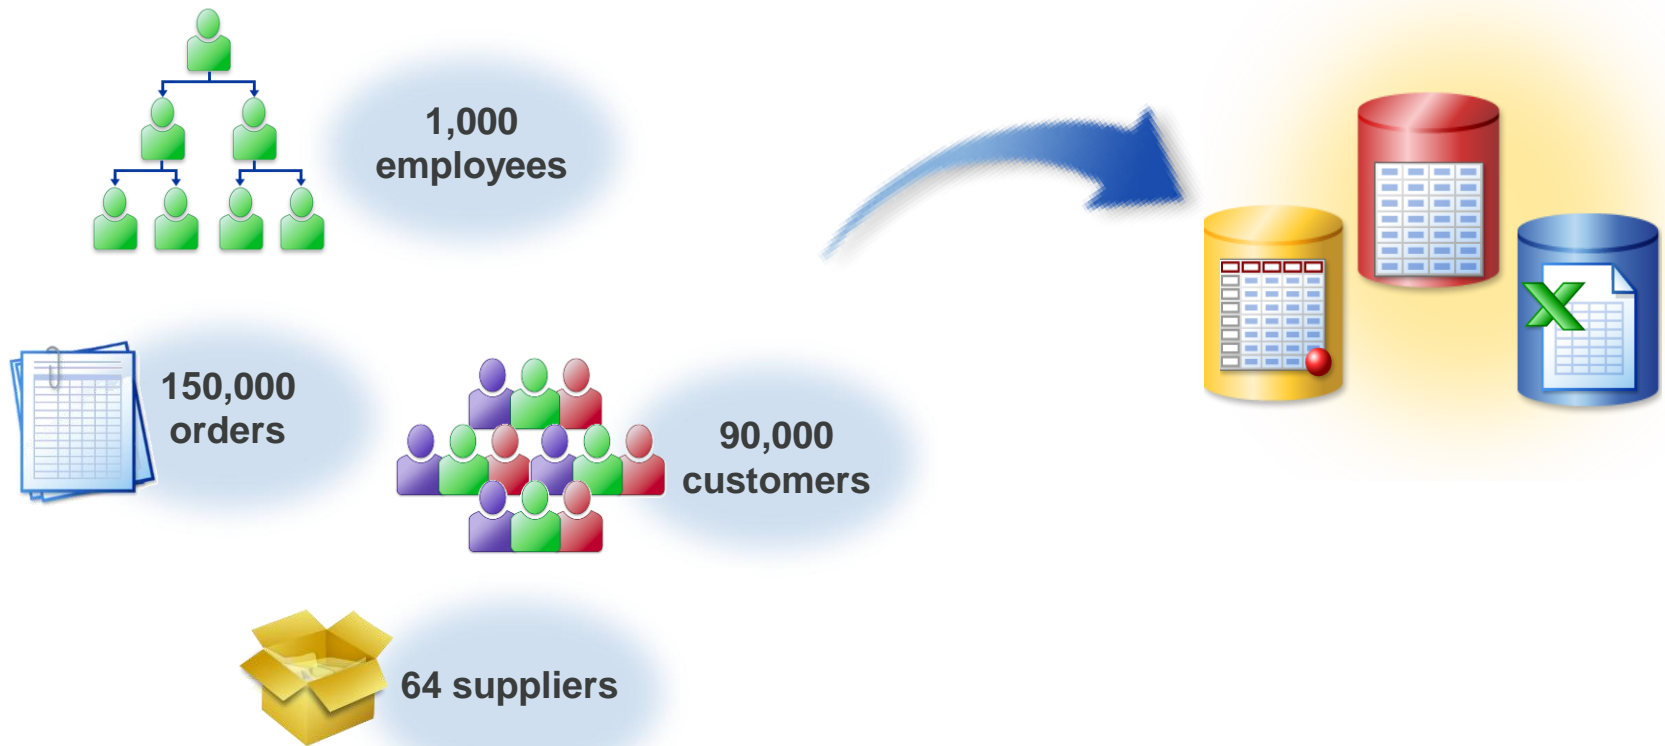 1,000
employees
150,000
orders
90,000
customers
64 suppliers